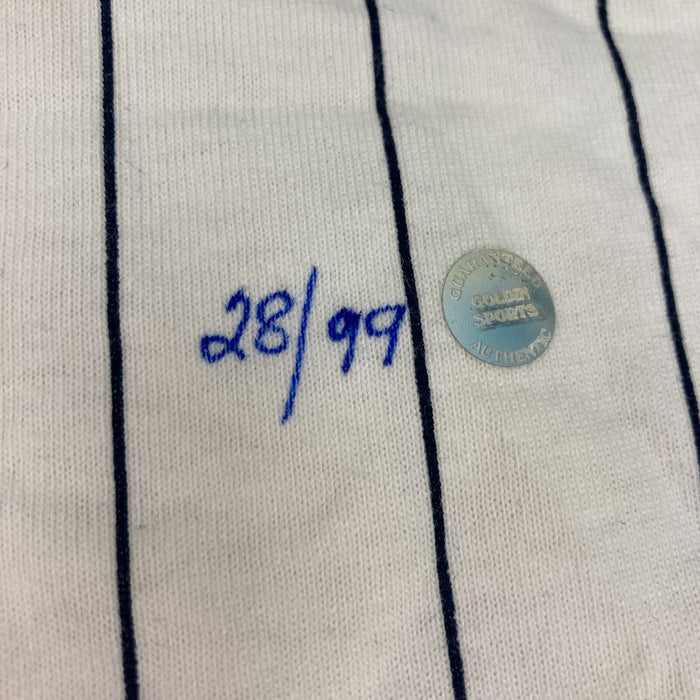 28/99
GUARANTEED
GOLDIN
SPORTS
AUTHENTIC